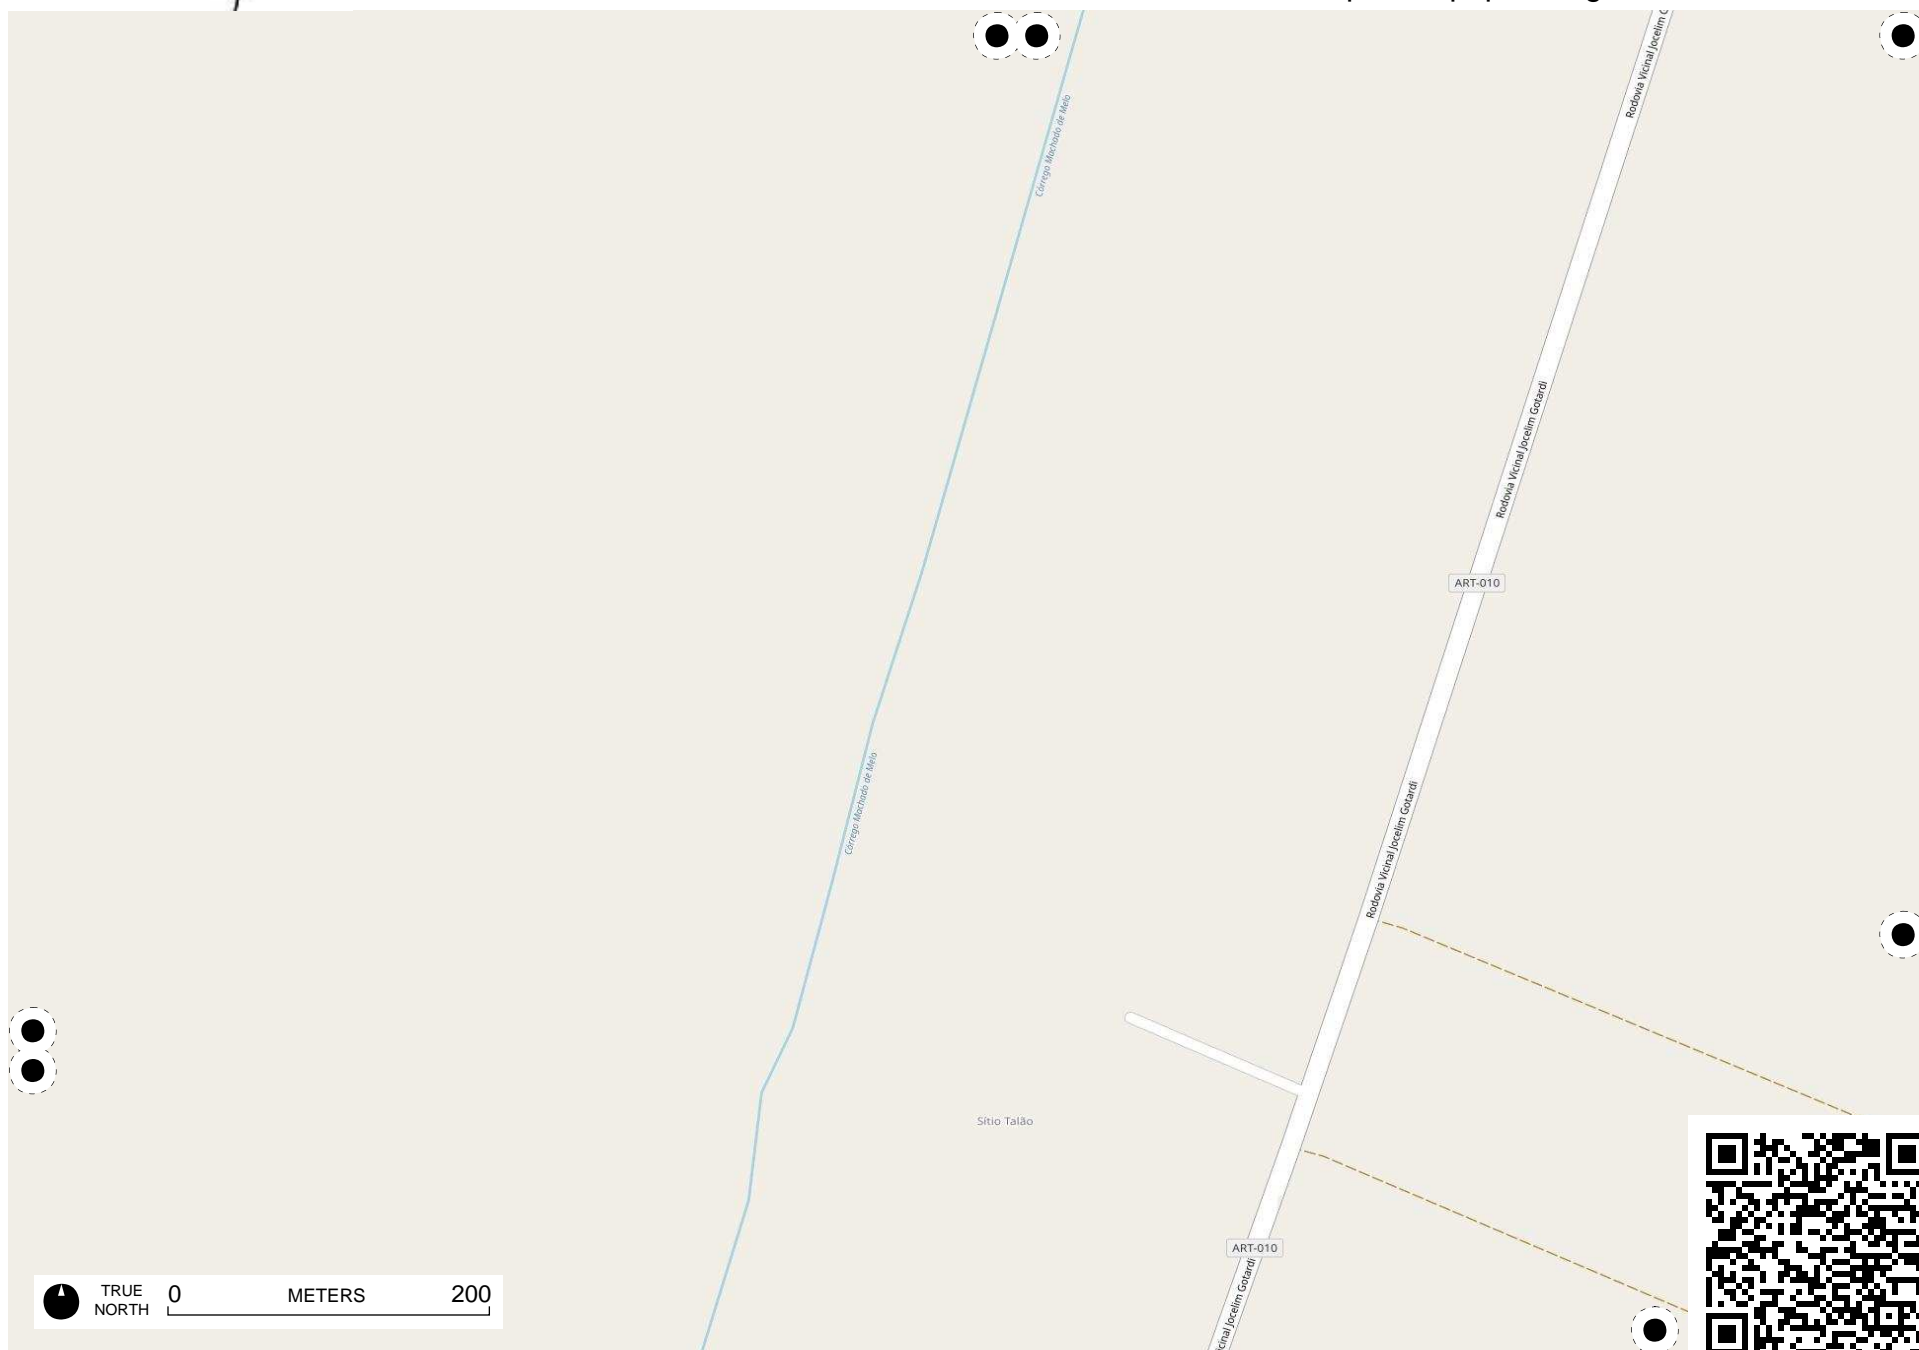 Rodovia Vicinal Jocelim G
Córrego Machado de Melo
Rodovia Vicinal Jocelim Gotardi
ART-010
Córrego Machado de Melo
Rodovia Vicinal Jocelim Gotardi
Sítio Talão
ART-010
icinal Jocelim Gotardi
TRUE
NORTH
0 METERS 200